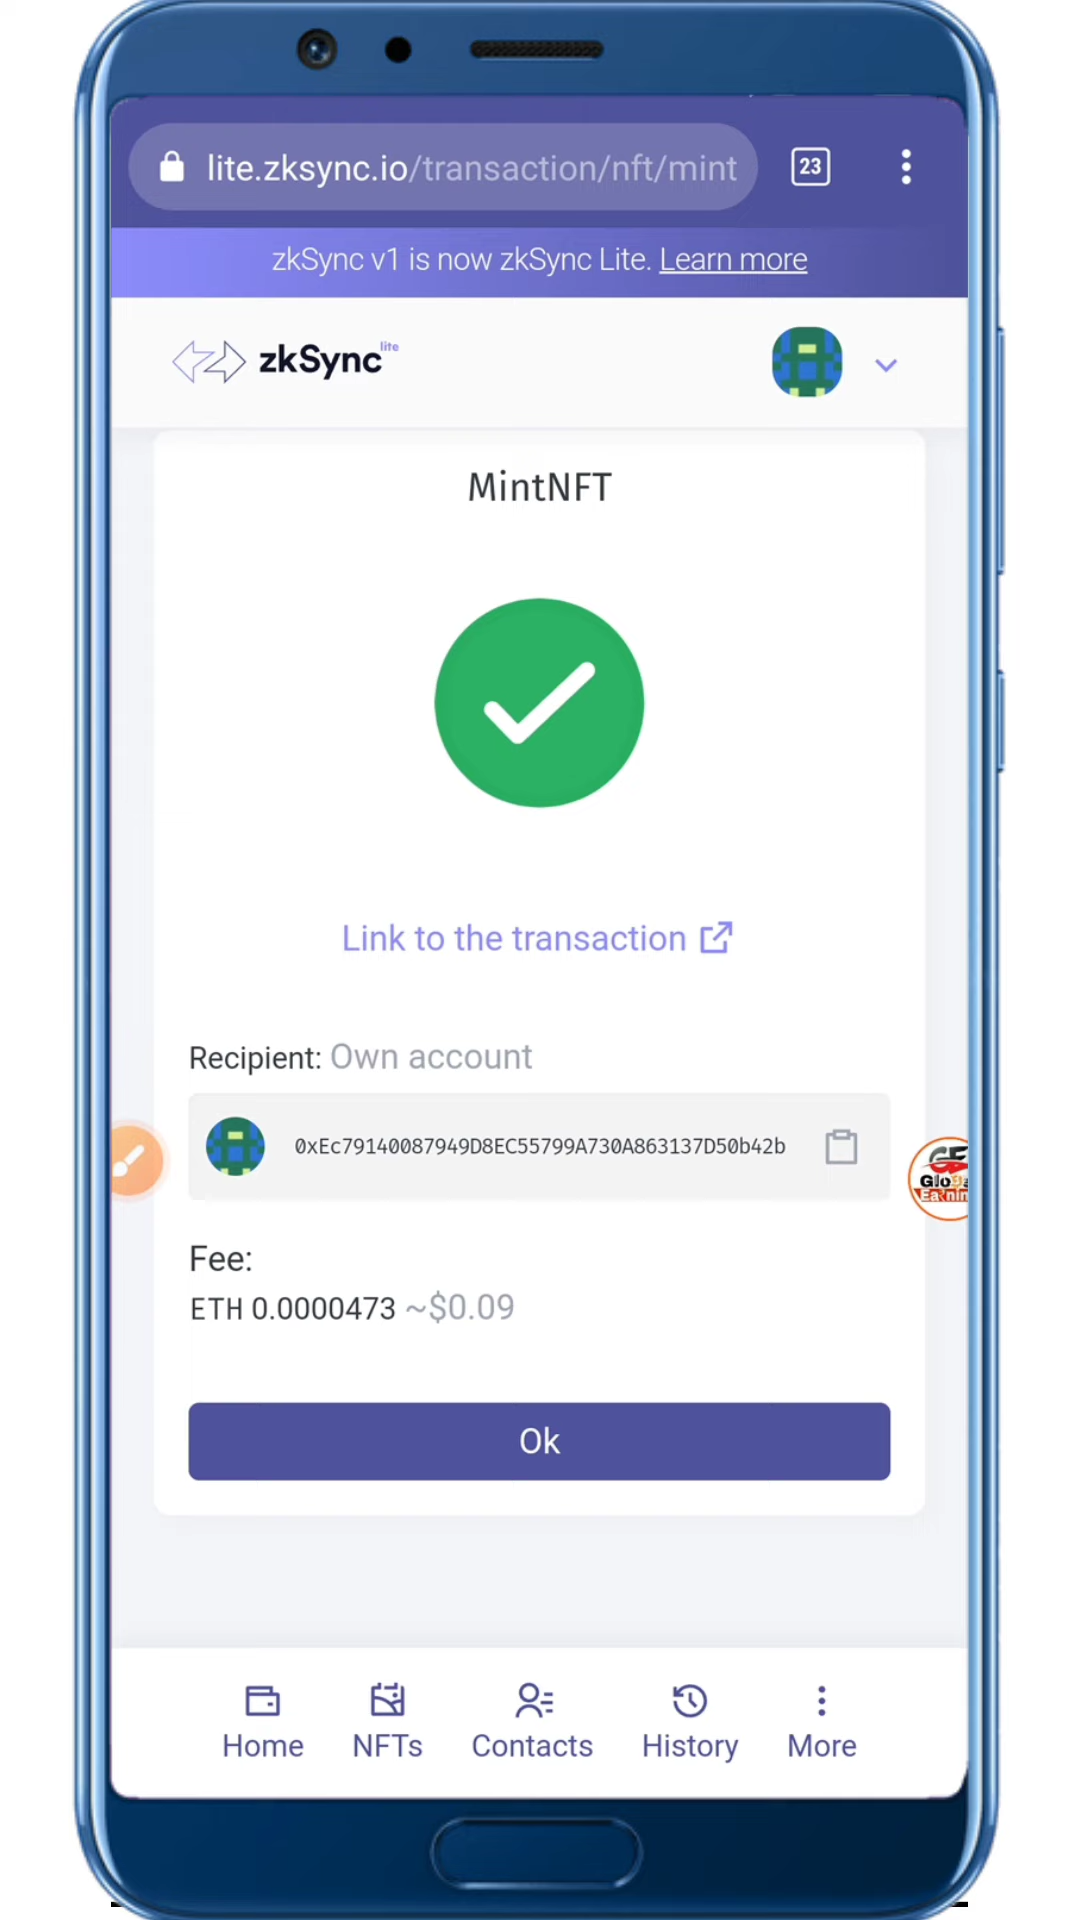 lite.zksync.io/transaction/nft/mint
23
zkSync v1 is now zkSync Lite. Learn more
zkSync lite
MintNFT
Link to the transaction
Recipient: Own account
0xEc79140087949D8EC55799A730A863137D50b42b
Fee:
ETH 0.0000473 ~$0.09
Ok
Home
NFTs
Contacts
History
More